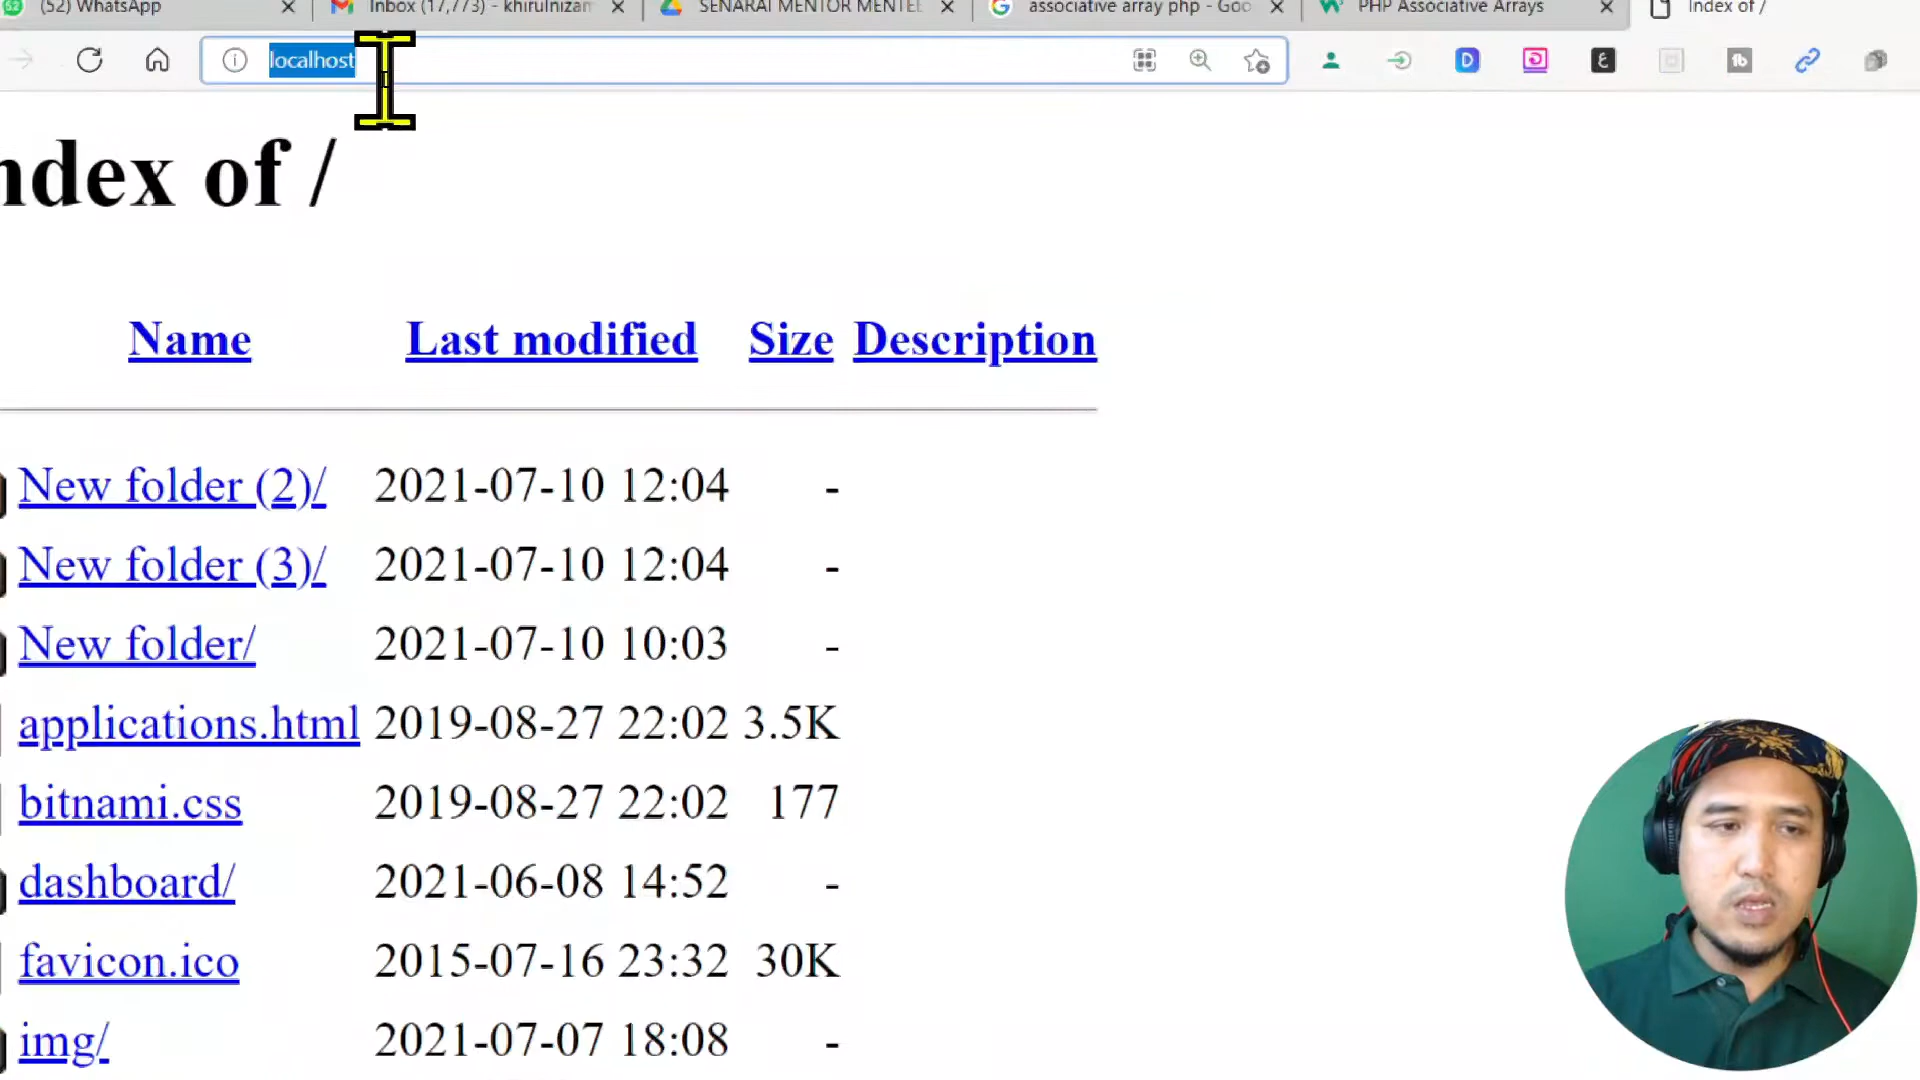 (52) WhatsApp
Inbox (17,773) - khirulnizam
SENARAI MENTOR MENTEE
associative array php - Goo
PHP Associative Arrays
Index of /
localhost
ndex of /
Name Last modified Size Description
New folder (2)/ 2021-07-10 12:04 -
New folder (3)/ 2021-07-10 12:04 -
New folder/ 2021-07-10 10:03 -
applications.html 2019-08-27 22:02 3.5K
bitnami.css 2019-08-27 22:02 177
dashboard/ 2021-06-08 14:52 -
favicon.ico 2015-07-16 23:32 30K
img/ 2021-07-07 18:08 -